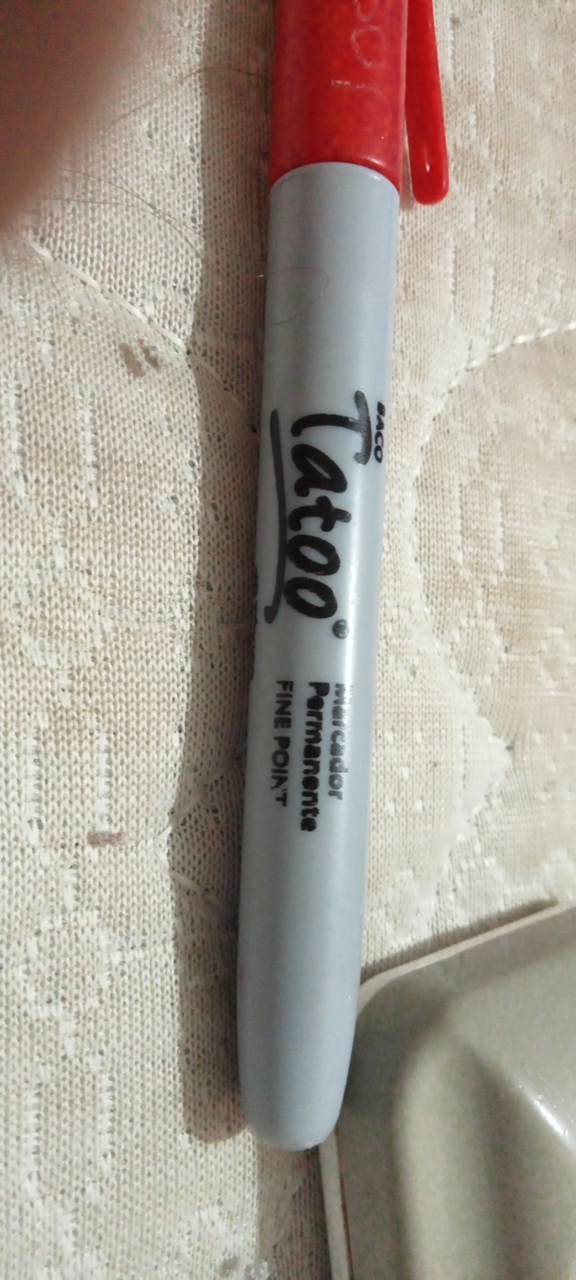 BACO
Tatoo®
Marcador
Permanente
FINE POINT